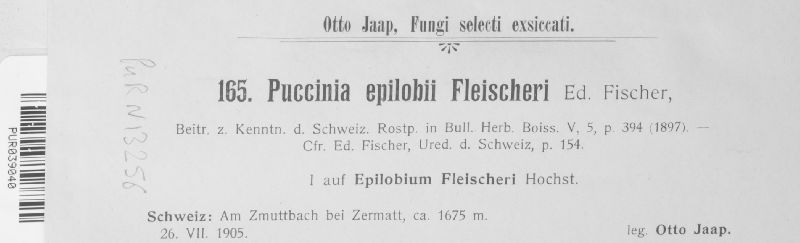 Otto Jaap, Fungi selecti exsiccati.
165. Puccinia epilobii Fleischeri Ed. Fischer,
Beitr. z. Kenntn. d. Schweiz. Rostp. in Bull. Herb. Boiss. V, 5, p. 394 (1897). —
Cfr. Ed. Fischer, Ured. d. Schweiz, p. 154.
I auf Epilobium Fleischeri Hochst.
Schweiz: Am Zmuttbach bei Zermatt, ca. 1675 m.
26. VII. 1905.
leg. Otto Jaap.
PUR N13256
PUR039040